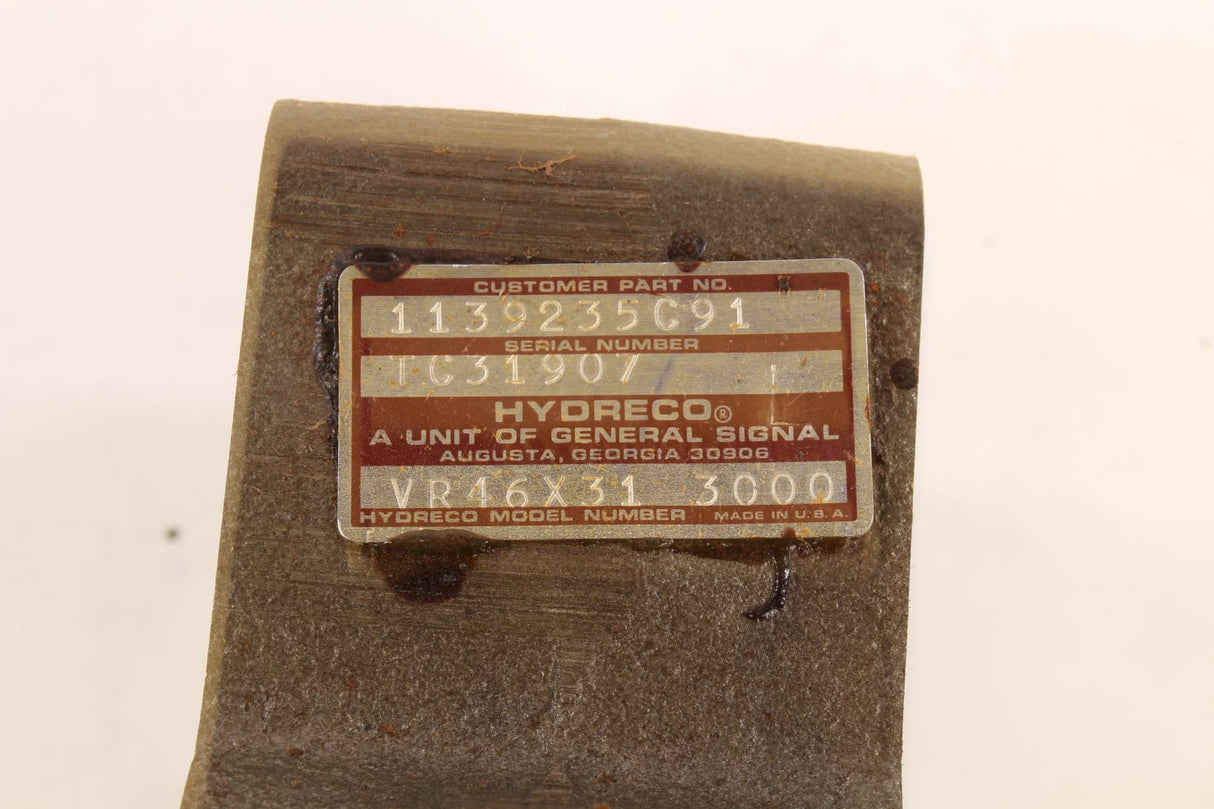 CUSTOMER PART NO.
1139235C91
SERIAL NUMBER
TC31907
HYDRECO®
A UNIT OF GENERAL SIGNAL
AUGUSTA, GEORGIA 30906
VR46X31 3000
HYDRECO MODEL NUMBER MADE IN U.S.A.